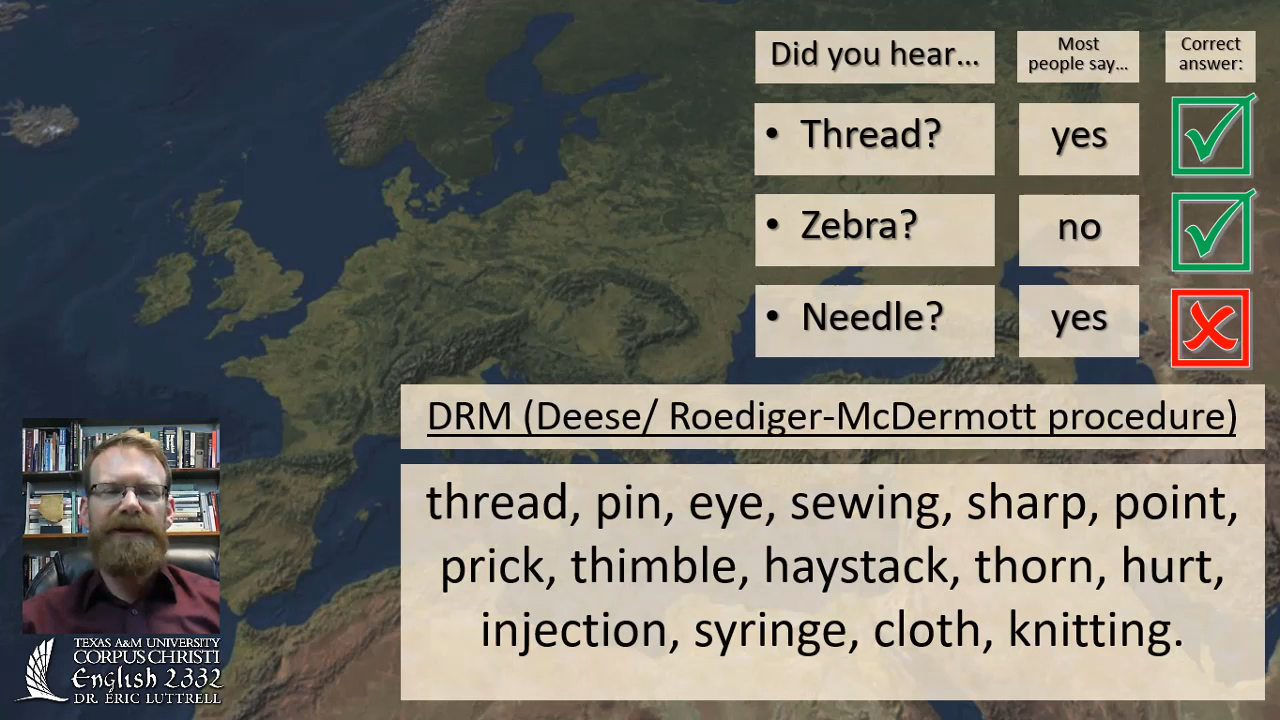 Did you hear... Most people say... Correct answer:
• Thread? yes
• Zebra? no
• Needle? yes
DRM (Deese/ Roediger-McDermott procedure)
thread, pin, eye, sewing, sharp, point,
prick, thimble, haystack, thorn, hurt,
injection, syringe, cloth, knitting.
TEXAS A&M UNIVERSITY
CORPUS CHRISTI
English 2332
DR. ERIC LUTTRELL